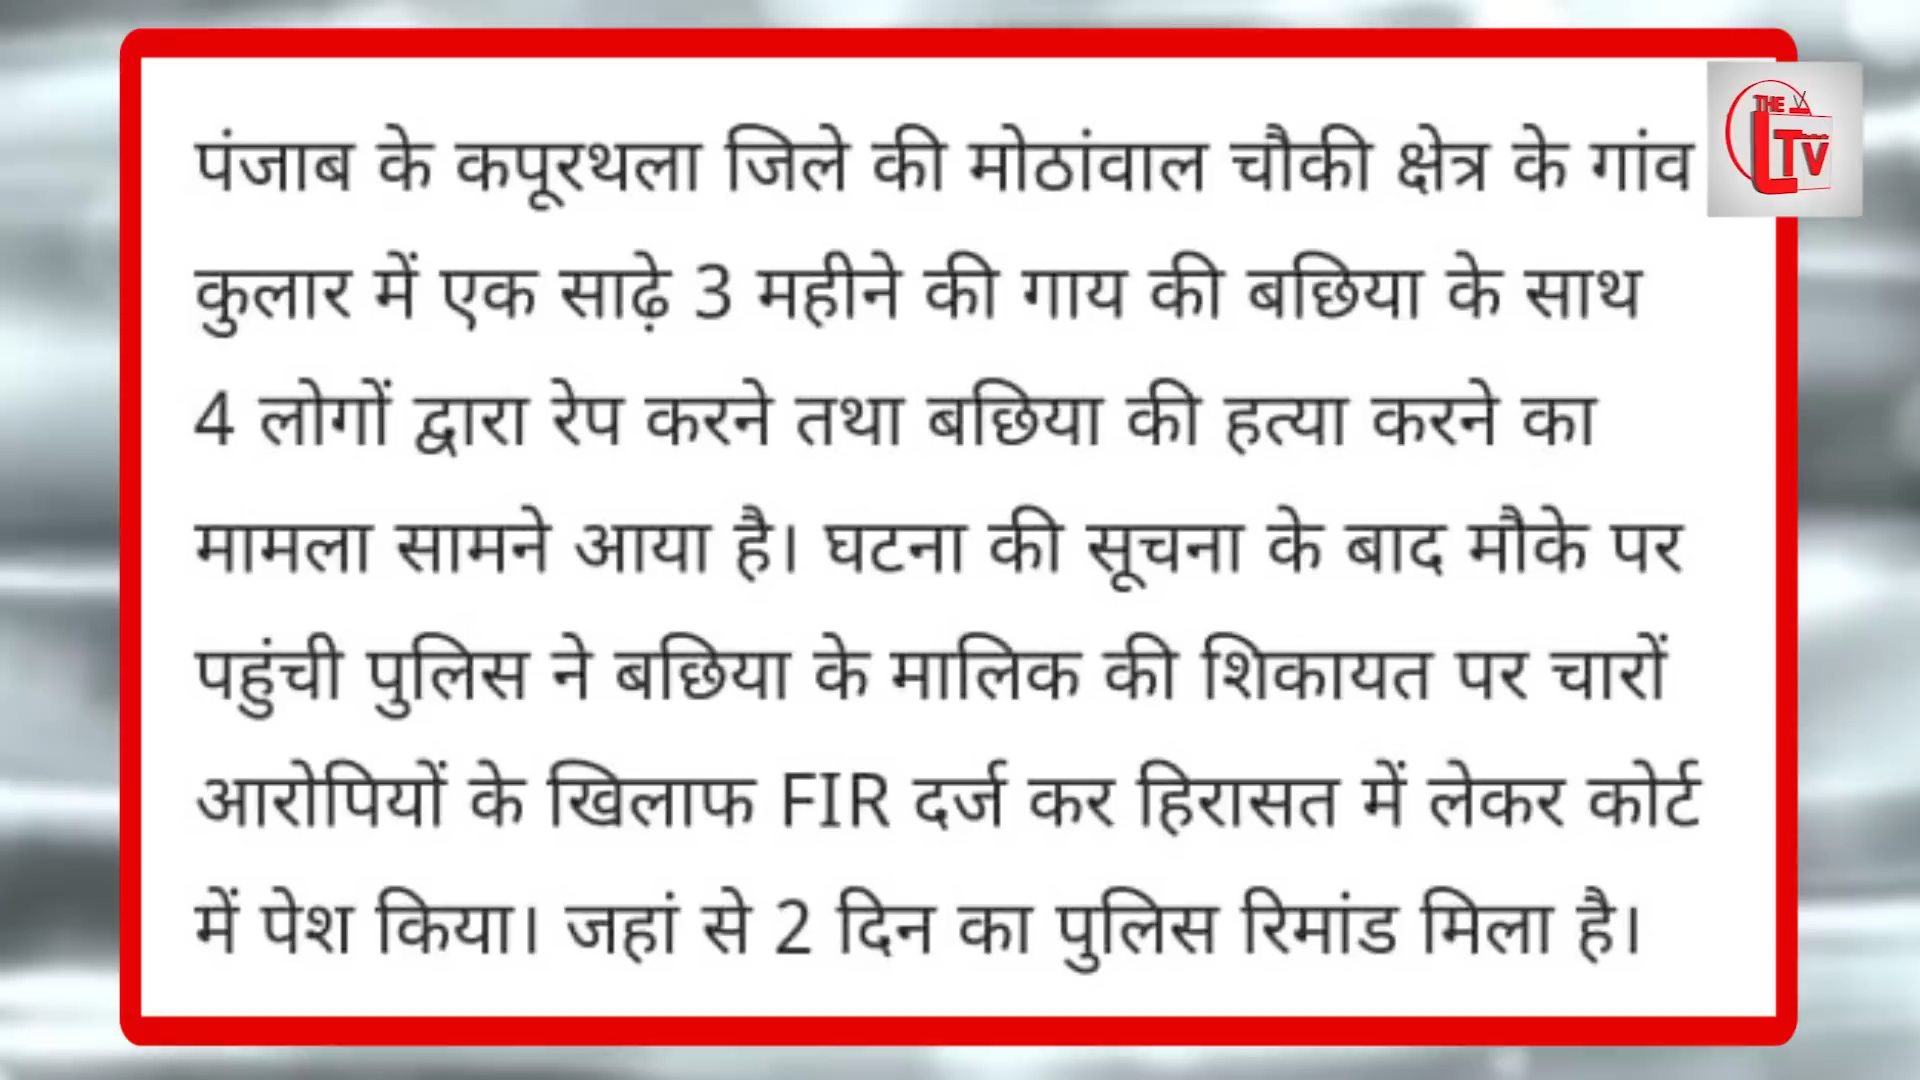 पंजाब के कपूरथला जिले की मोठांवाल चौकी क्षेत्र के गांव
कुलार में एक साढ़े 3 महीने की गाय की बछिया के साथ
4 लोगों द्वारा रेप करने तथा बछिया की हत्या करने का
मामला सामने आया है। घटना की सूचना के बाद मौके पर
पहुंची पुलिस ने बछिया के मालिक की शिकायत पर चारों
आरोपियों के खिलाफ FIR दर्ज कर हिरासत में लेकर कोर्ट
में पेश किया। जहां से 2 दिन का पुलिस रिमांड मिला है।
THE
LTV